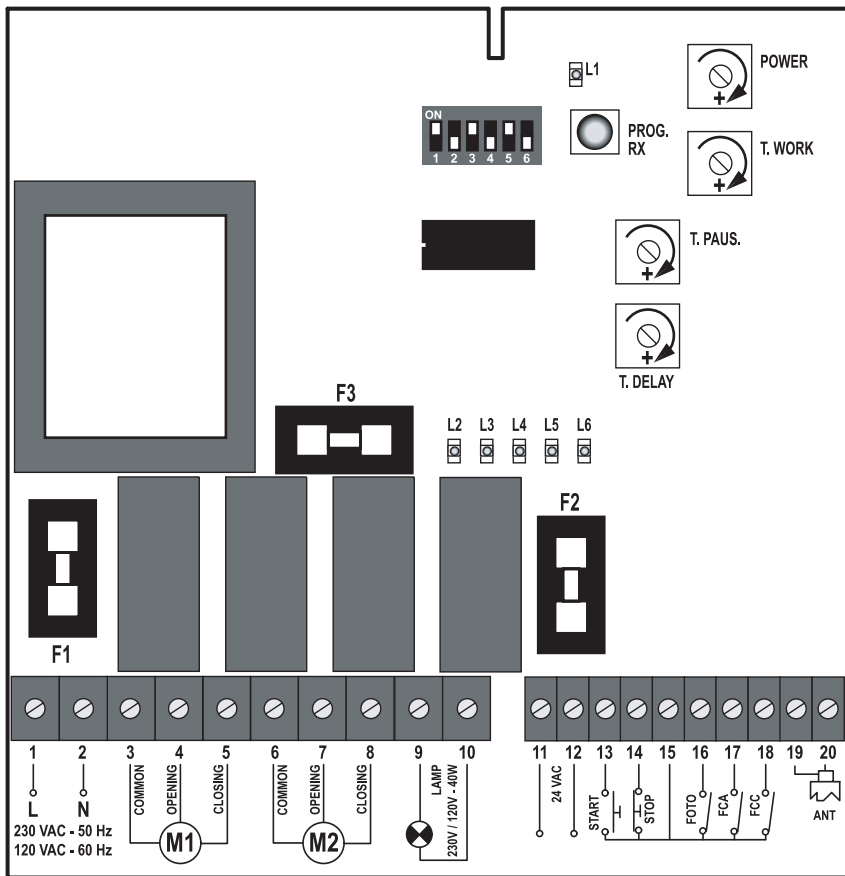 POWER
L1
ON
1 2 3 4 5 6
PROG.
RX
+
T. WORK
+
T. PAUS.
+
+
T. DELAY
F3
L2 L3 L4 L5 L6
F2
F1
1 2 3 4 5 6 7 8 9 10 11 12 13 14 15 16 17 18 19 20
L N
230 VAC - 50 Hz
120 VAC - 60 Hz
COMMON
OPENING
CLOSING
M1
COMMON
OPENING
CLOSING
M2
LAMP
230V / 120V - 40W
24 VAC
START
STOP
FOTO
FCA
FCC
ANT